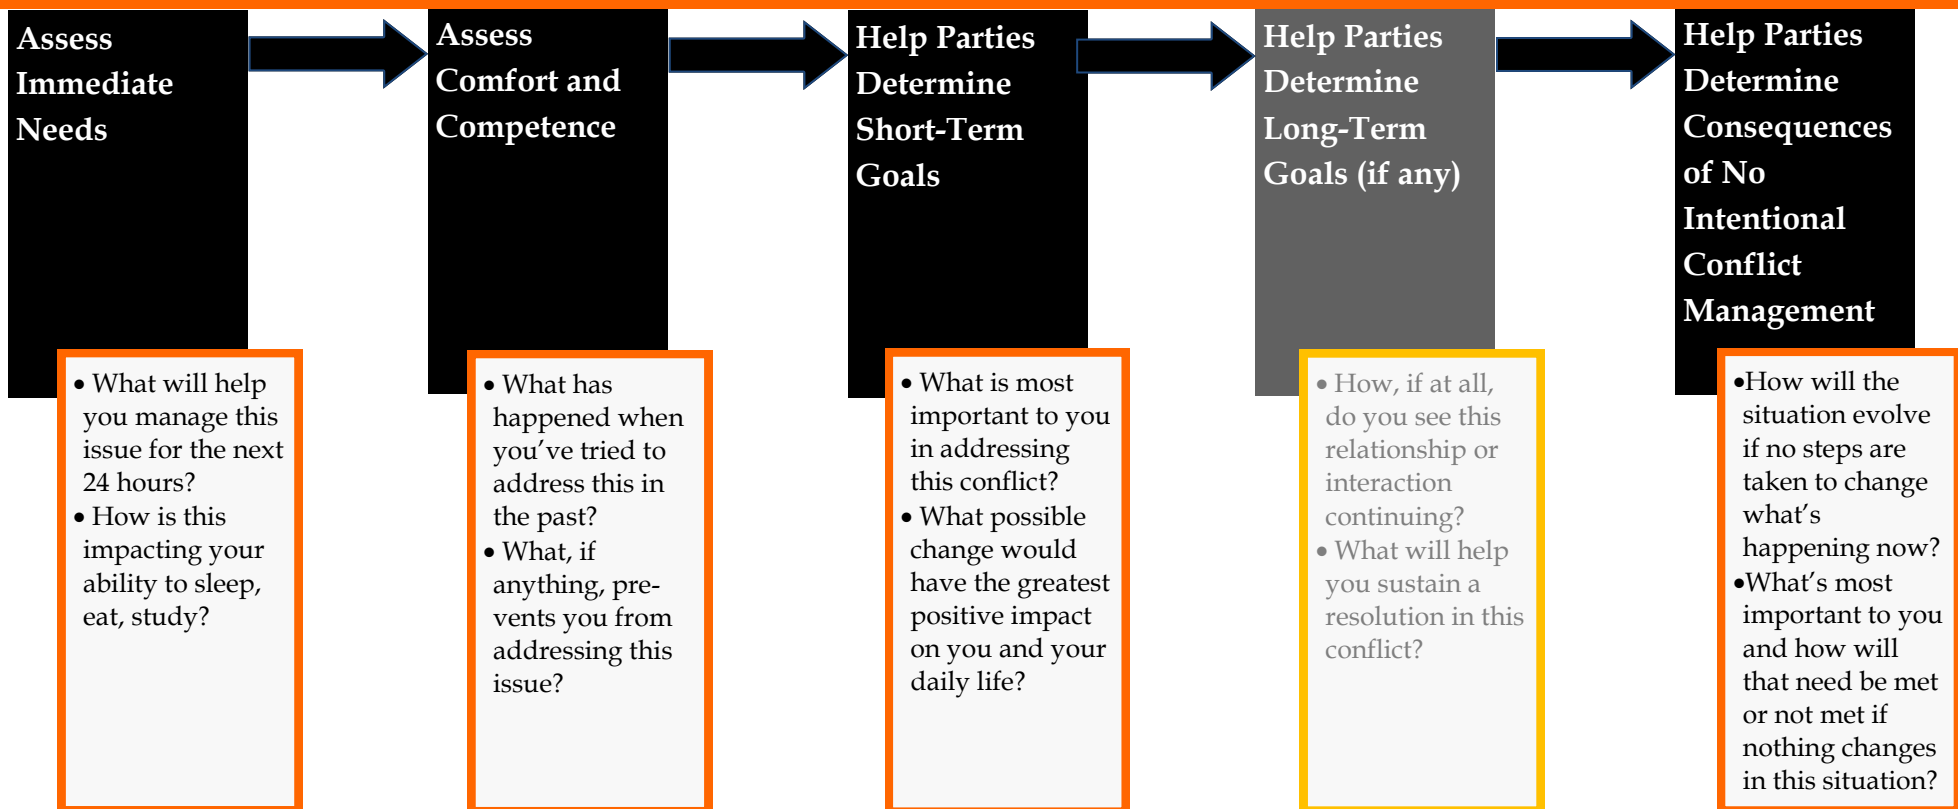 Assess
Immediate
Needs
Assess
Comfort and
Competence
Help Parties
Determine
Short-Term
Goals
Help Parties
Determine
Long-Term
Goals (if any)
Help Parties
Determine
Consequences
of No
Intentional
Conflict
Management
• What will help
you manage this
issue for the next
24 hours?
• How is this
impacting your
ability to sleep,
eat, study?
• What has
happened when
you’ve tried to
address this in
the past?
• What, if
anything, pre-
vents you from
addressing this
issue?
• What is most
important to you
in addressing
this conflict?
• What possible
change would
have the greatest
positive impact
on you and your
daily life?
• How, if at all,
do you see this
relationship or
interaction
continuing?
• What will help
you sustain a
resolution in this
conflict?
•How will the
situation evolve
if no steps are
taken to change
what’s
happening now?
•What’s most
important to you
and how will
that need be met
or not met if
nothing changes
in this situation?